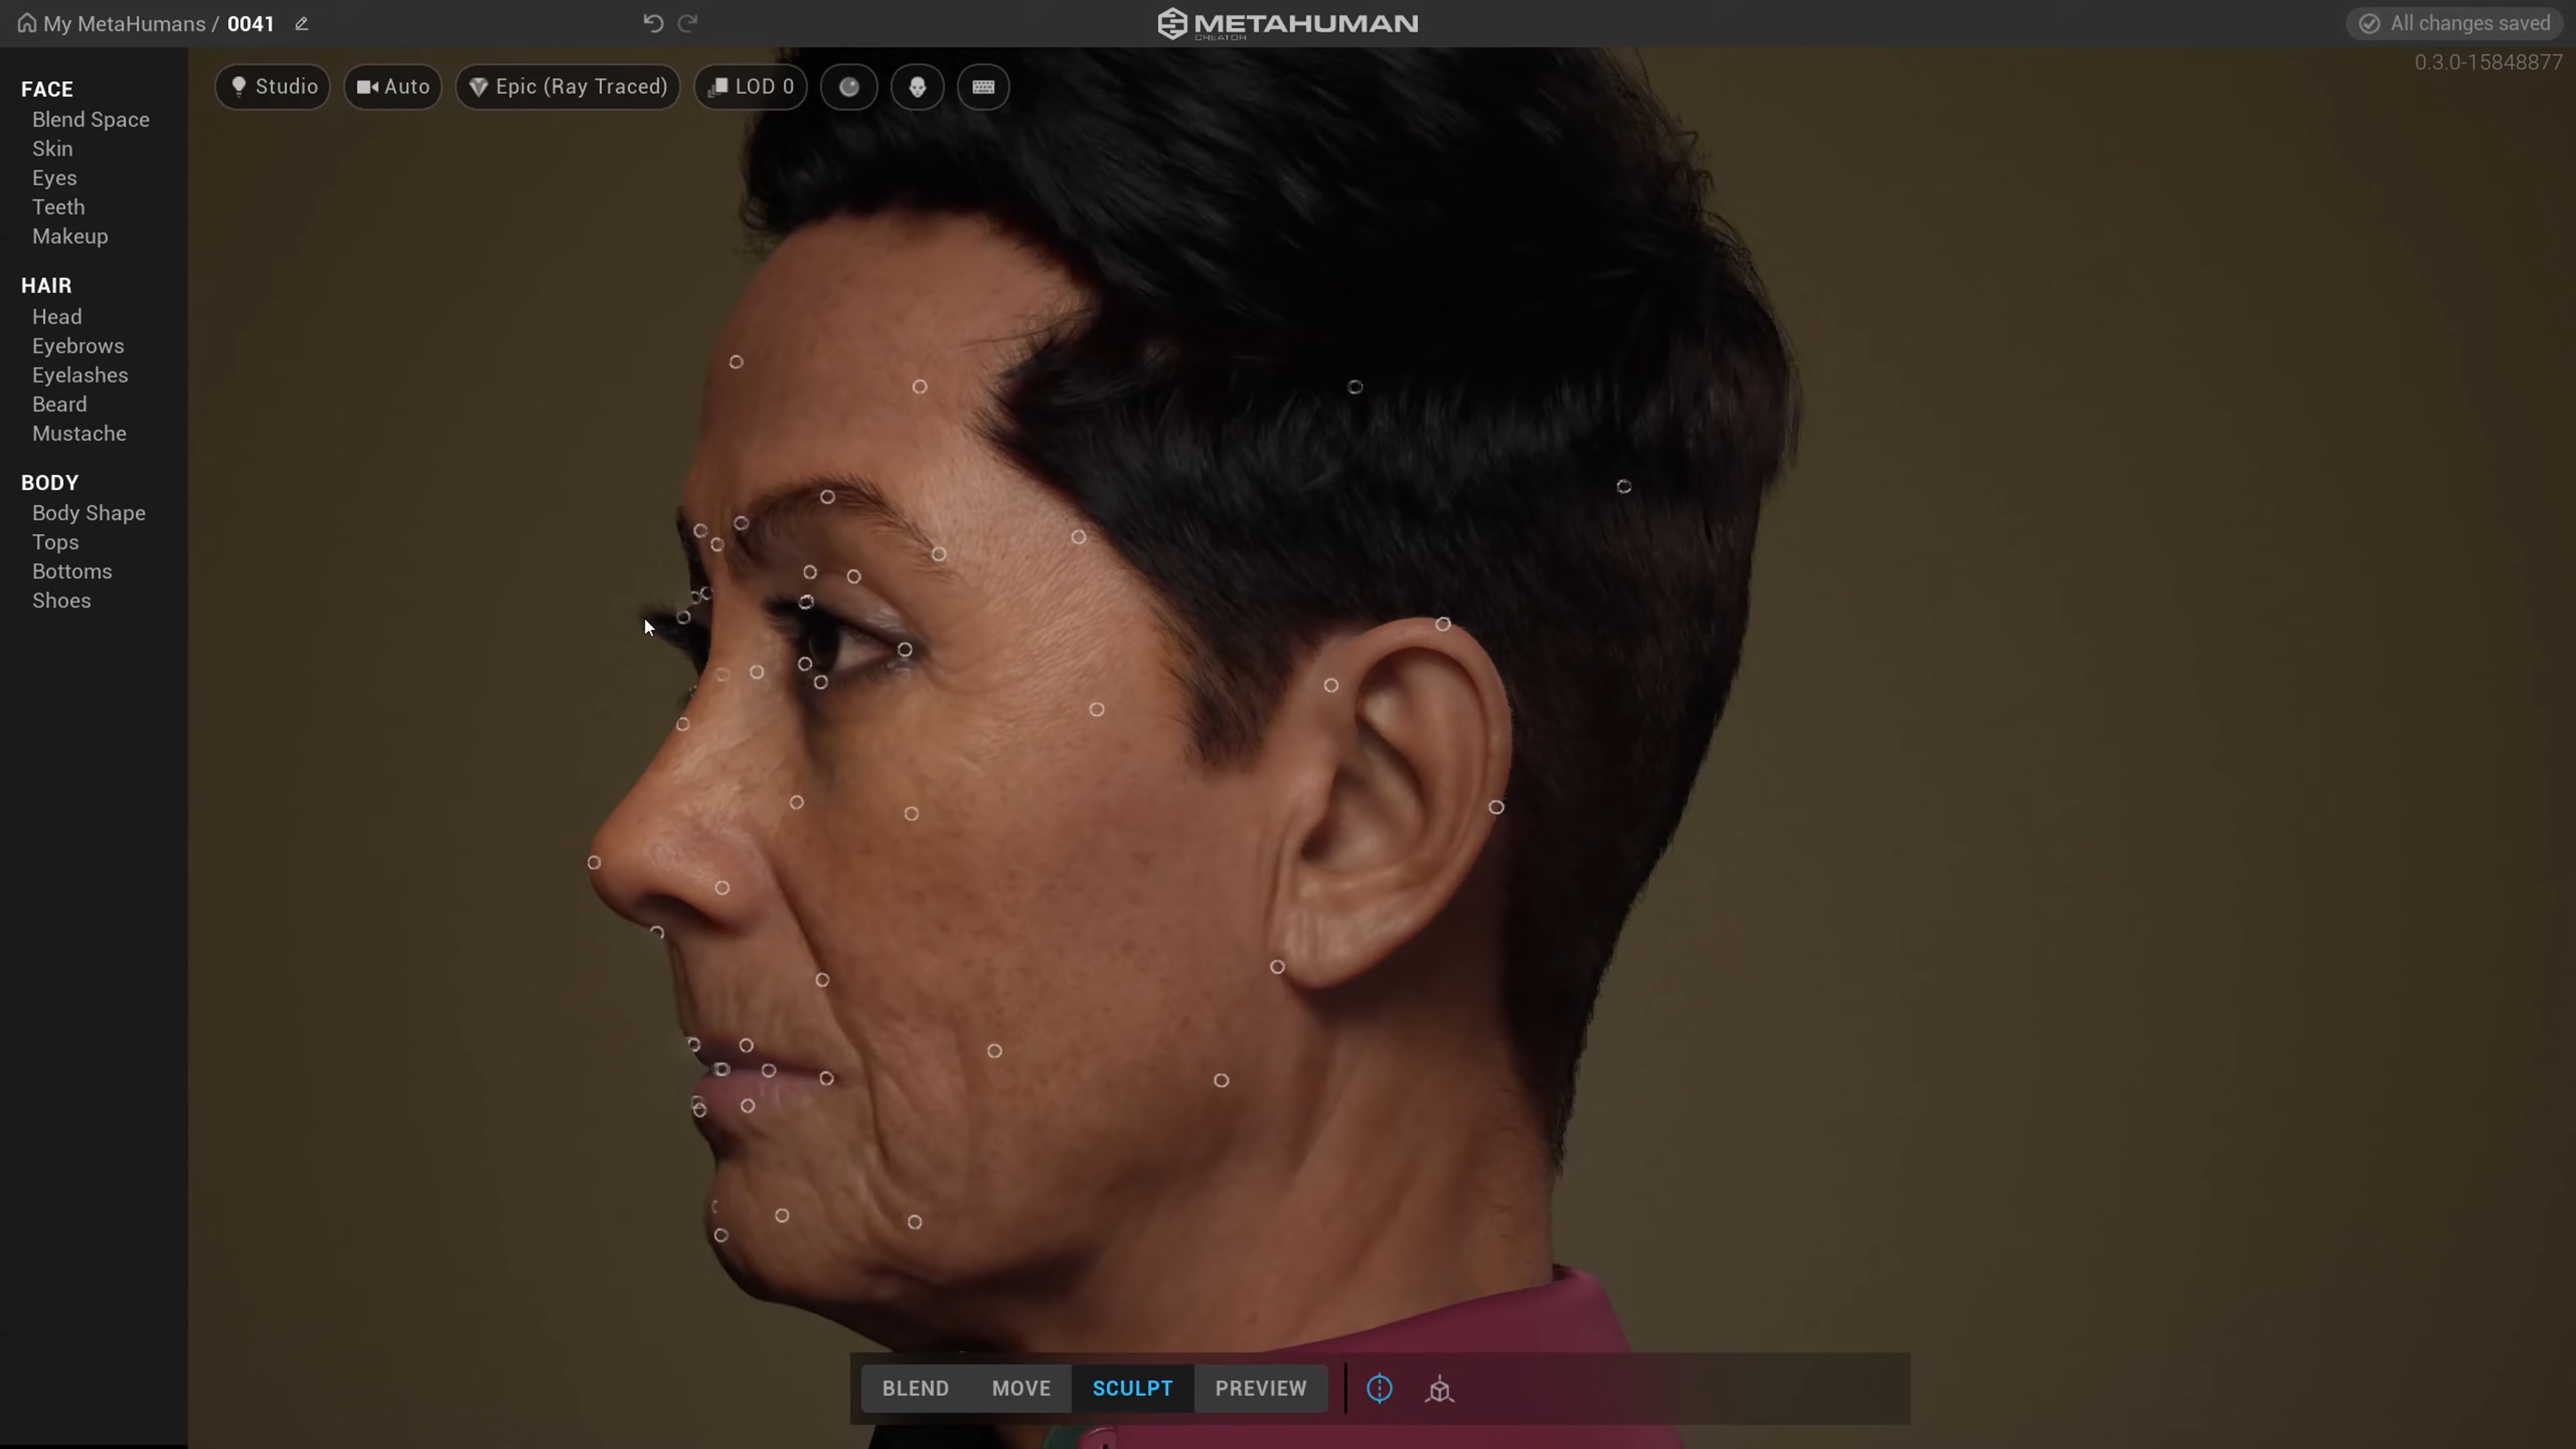 My MetaHumans / 0041
METAHUMAN
CREATOR
All changes saved
0.3.0-15848877
Studio
Auto
Epic (Ray Traced)
LOD 0
FACE
Blend Space
Skin
Eyes
Teeth
Makeup
HAIR
Head
Eyebrows
Eyelashes
Beard
Mustache
BODY
Body Shape
Tops
Bottoms
Shoes
BLEND
MOVE
SCULPT
PREVIEW